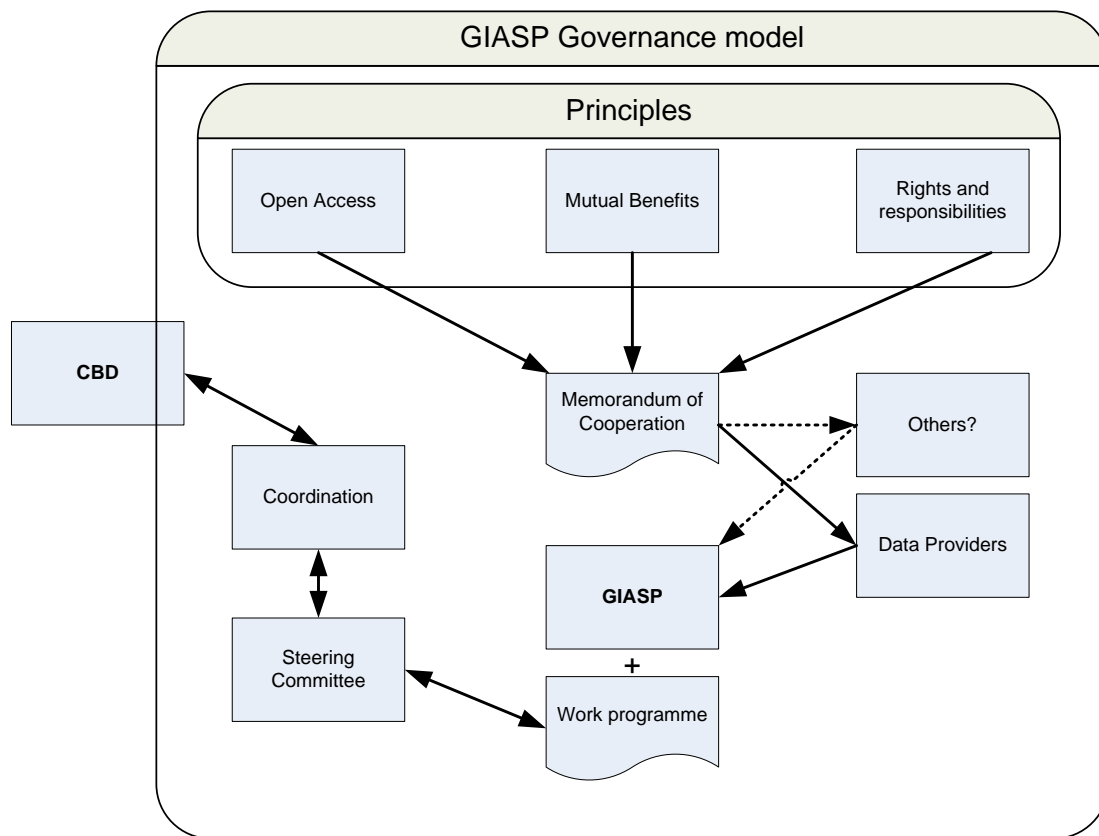 GIASP Governance model
Principles
Open Access
Mutual Benefits
Rights and
responsibilities
CBD
Memorandum of
Cooperation
Others?
Coordination
Data Providers
GIASP
+
Steering
Committee
Work programme